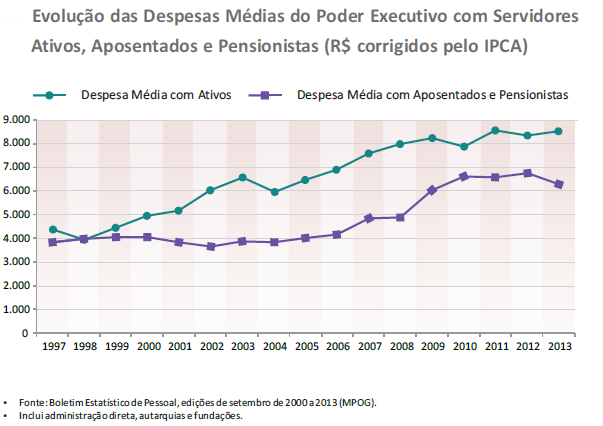 Evolução das Despesas Médias do Poder Executivo com Servidores
Ativos, Aposentados e Pensionistas (R$ corrigidos pelo IPCA)
Despesa Média com Ativos Despesa Média com Aposentados e Pensionistas
9.000
8.000
7.000
6.000
5.000
4.000
3.000
2.000
1.000
0
1997 1998 1999 2000 2001 2002 2003 2004 2005 2006 2007 2008 2009 2010 2011 2012 2013
• Fonte: Boletim Estatístico de Pessoal, edições de setembro de 2000 a 2013 (MPOG).
• Inclui administração direta, autarquias e fundações.